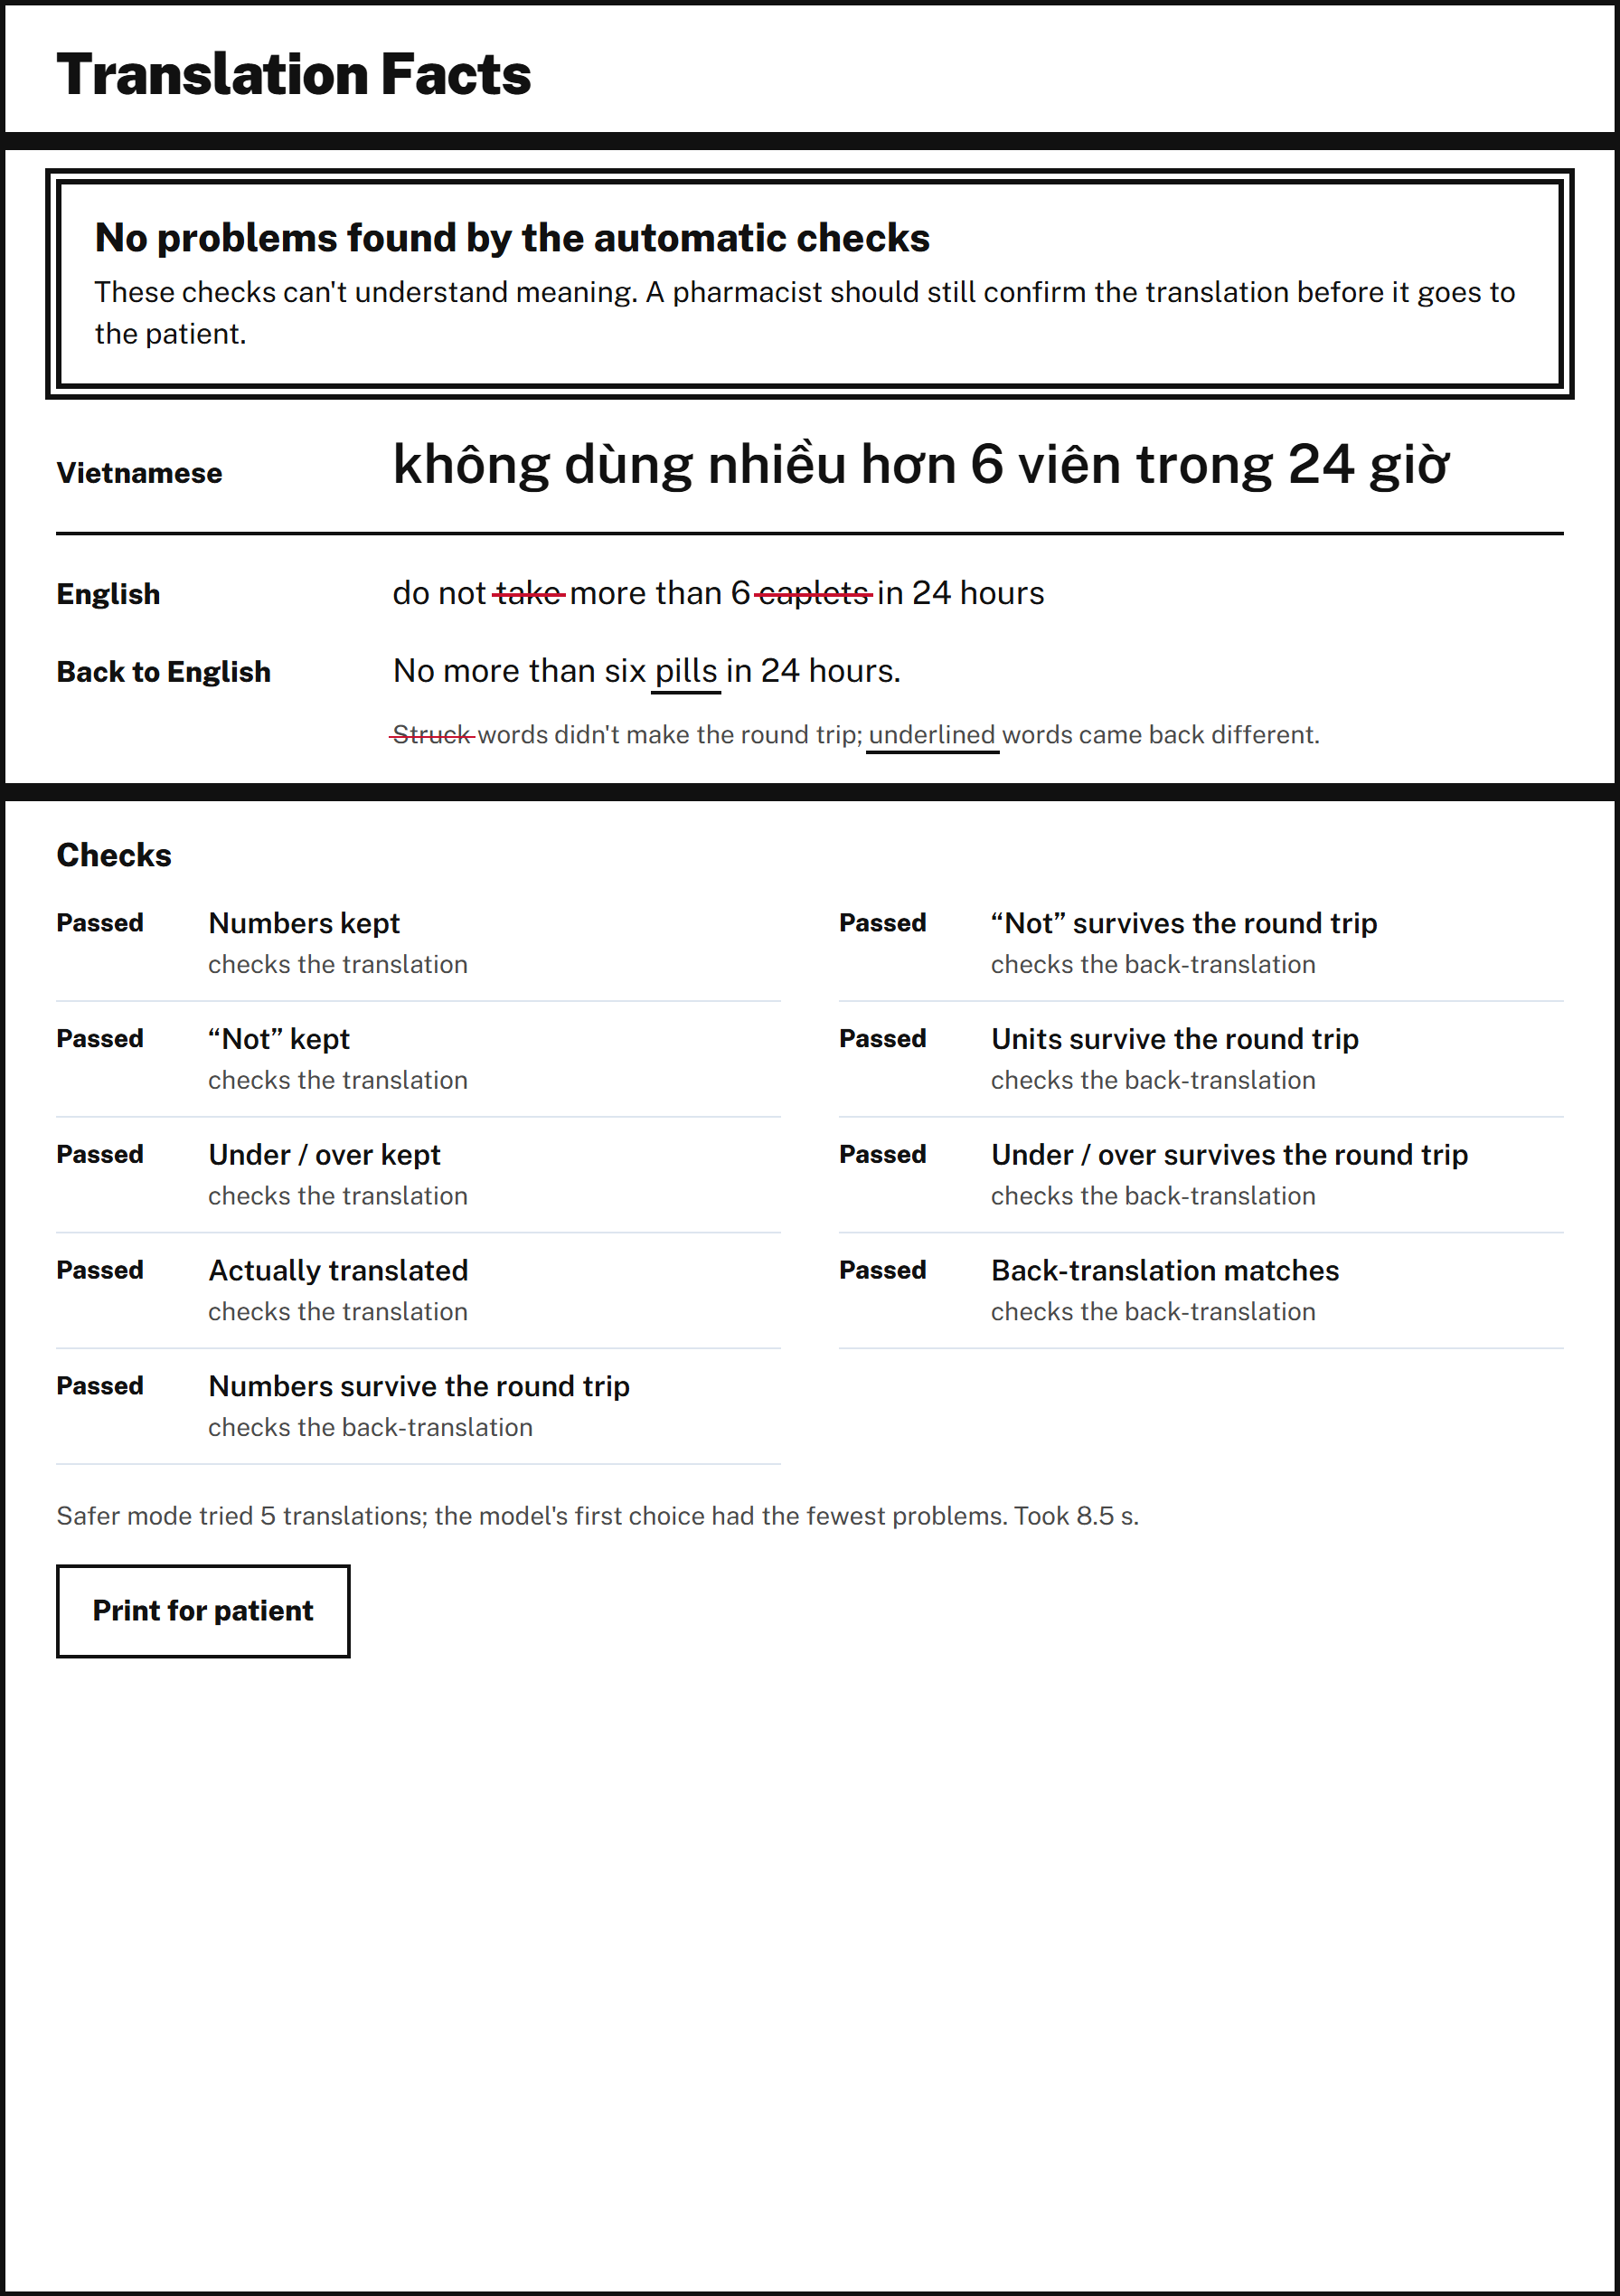 Translation Facts
No problems found by the automatic checks
These checks can't understand meaning. A pharmacist should still confirm the translation before it goes to
the patient.
Vietnamese
không dùng nhiều hơn 6 viên trong 24 giờ
English
do not take more than 6 caplets in 24 hours
Back to English
No more than six pills in 24 hours.
Struck words didn't make the round trip; underlined words came back different.
Checks
Passed Numbers kept
checks the translation
Passed “Not” kept
checks the translation
Passed Under / over kept
checks the translation
Passed Actually translated
checks the translation
Passed Numbers survive the round trip
checks the back-translation
Passed “Not” survives the round trip
checks the back-translation
Passed Units survive the round trip
checks the back-translation
Passed Under / over survives the round trip
checks the back-translation
Passed Back-translation matches
checks the back-translation
Safer mode tried 5 translations; the model's first choice had the fewest problems. Took 8.5 s.
Print for patient